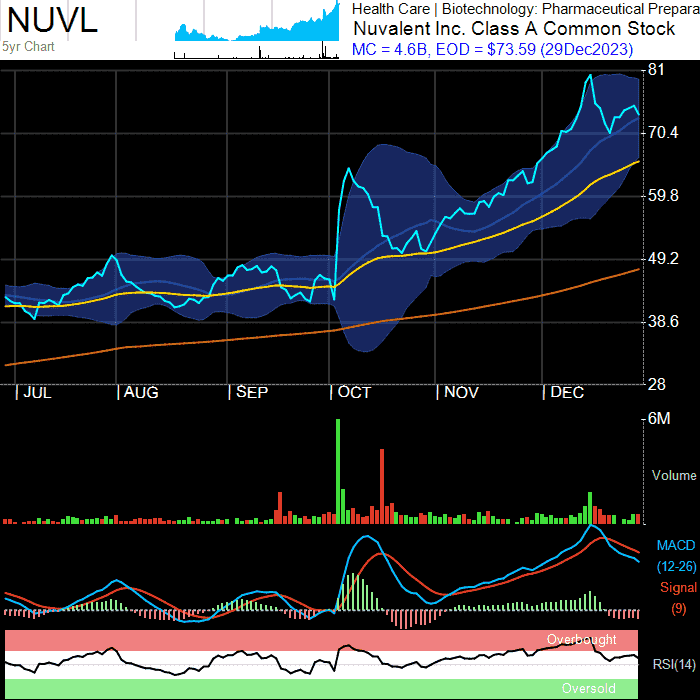 NUVL
5yr Chart
Health Care | Biotechnology: Pharmaceutical Prepara
Nuvalent Inc. Class A Common Stock
MC = 4.6B, EOD = $73.59 (29Dec2023)
81
70.4
59.8
49.2
38.6
28
| JUL | AUG | SEP | OCT | NOV | DEC
6M
Volume
MACD
(12-26)
Signal
(9)
Overbought
RSI(14)
Oversold